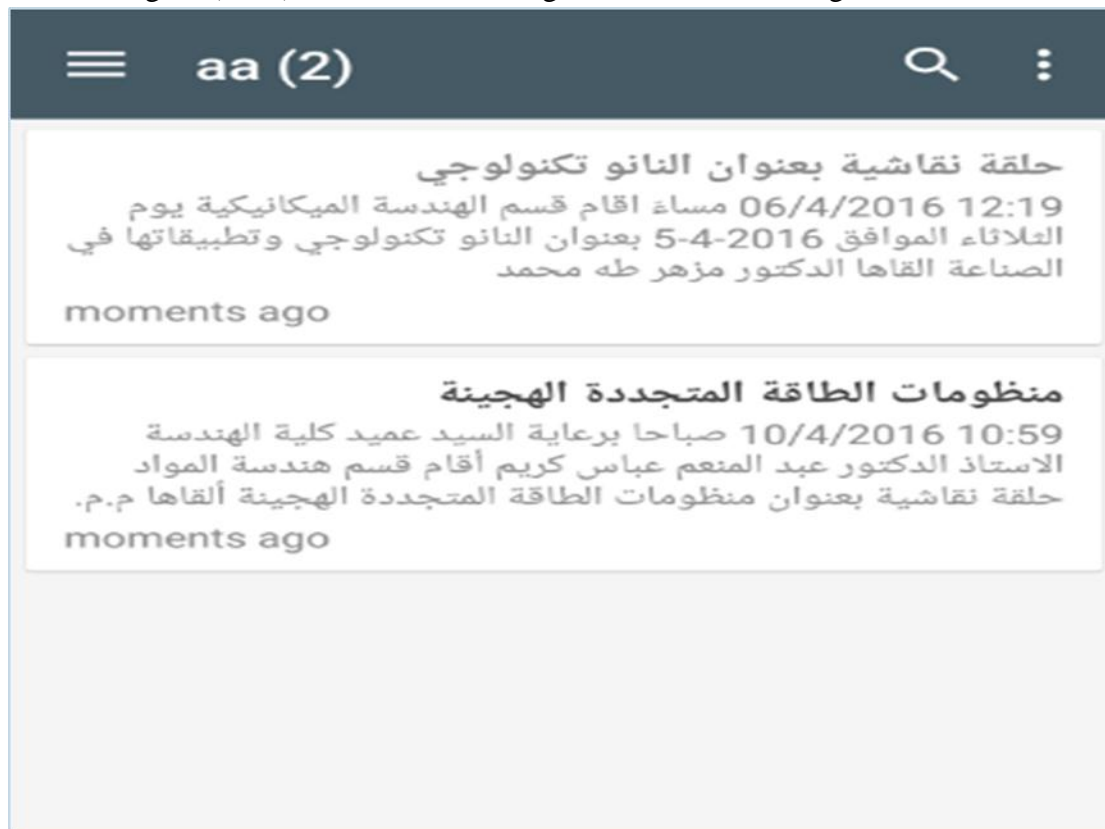 aa (2)
حلقة نقاشية بعنوان النانو تكنولوجي
06/4/2016 12:19 مساءً اقام قسم الهندسة الميكانيكية يوم
الثلاثاء الموافق 2016-4-5 بعنوان النانو تكنولوجي وتطبيقاتها في
الصناعة القاها الدكتور مزهر طه محمد
moments ago
منظومات الطاقة المتجددة الهجينة
10/4/2016 10:59 صباحا برعاية السيد عميد كلية الهندسة
الاستاذ الدكتور عبد المنعم عباس كريم أقام قسم هندسة المواد
حلقة نقاشية بعنوان منظومات الطاقة المتجددة الهجينة ألقاها م.م.
moments ago